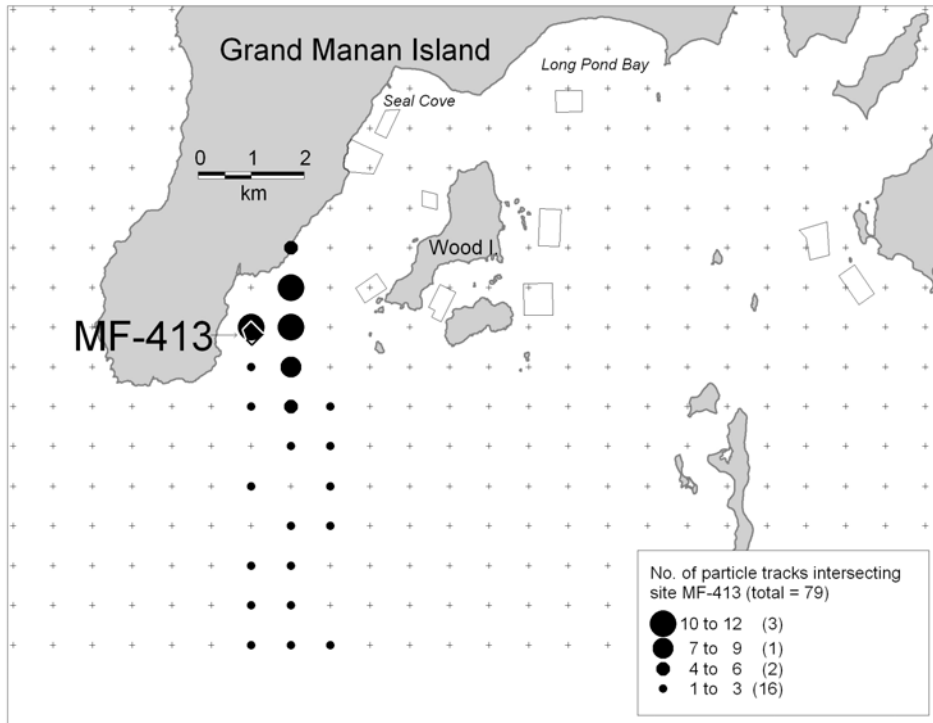 Grand Manan Island
Long Pond Bay
Seal Cove
0 1 2
km
Wood I.
MF-413
No. of particle tracks intersecting
site MF-413 (total = 79)
10 to 12 (3)
7 to 9 (1)
4 to 6 (2)
1 to 3 (16)